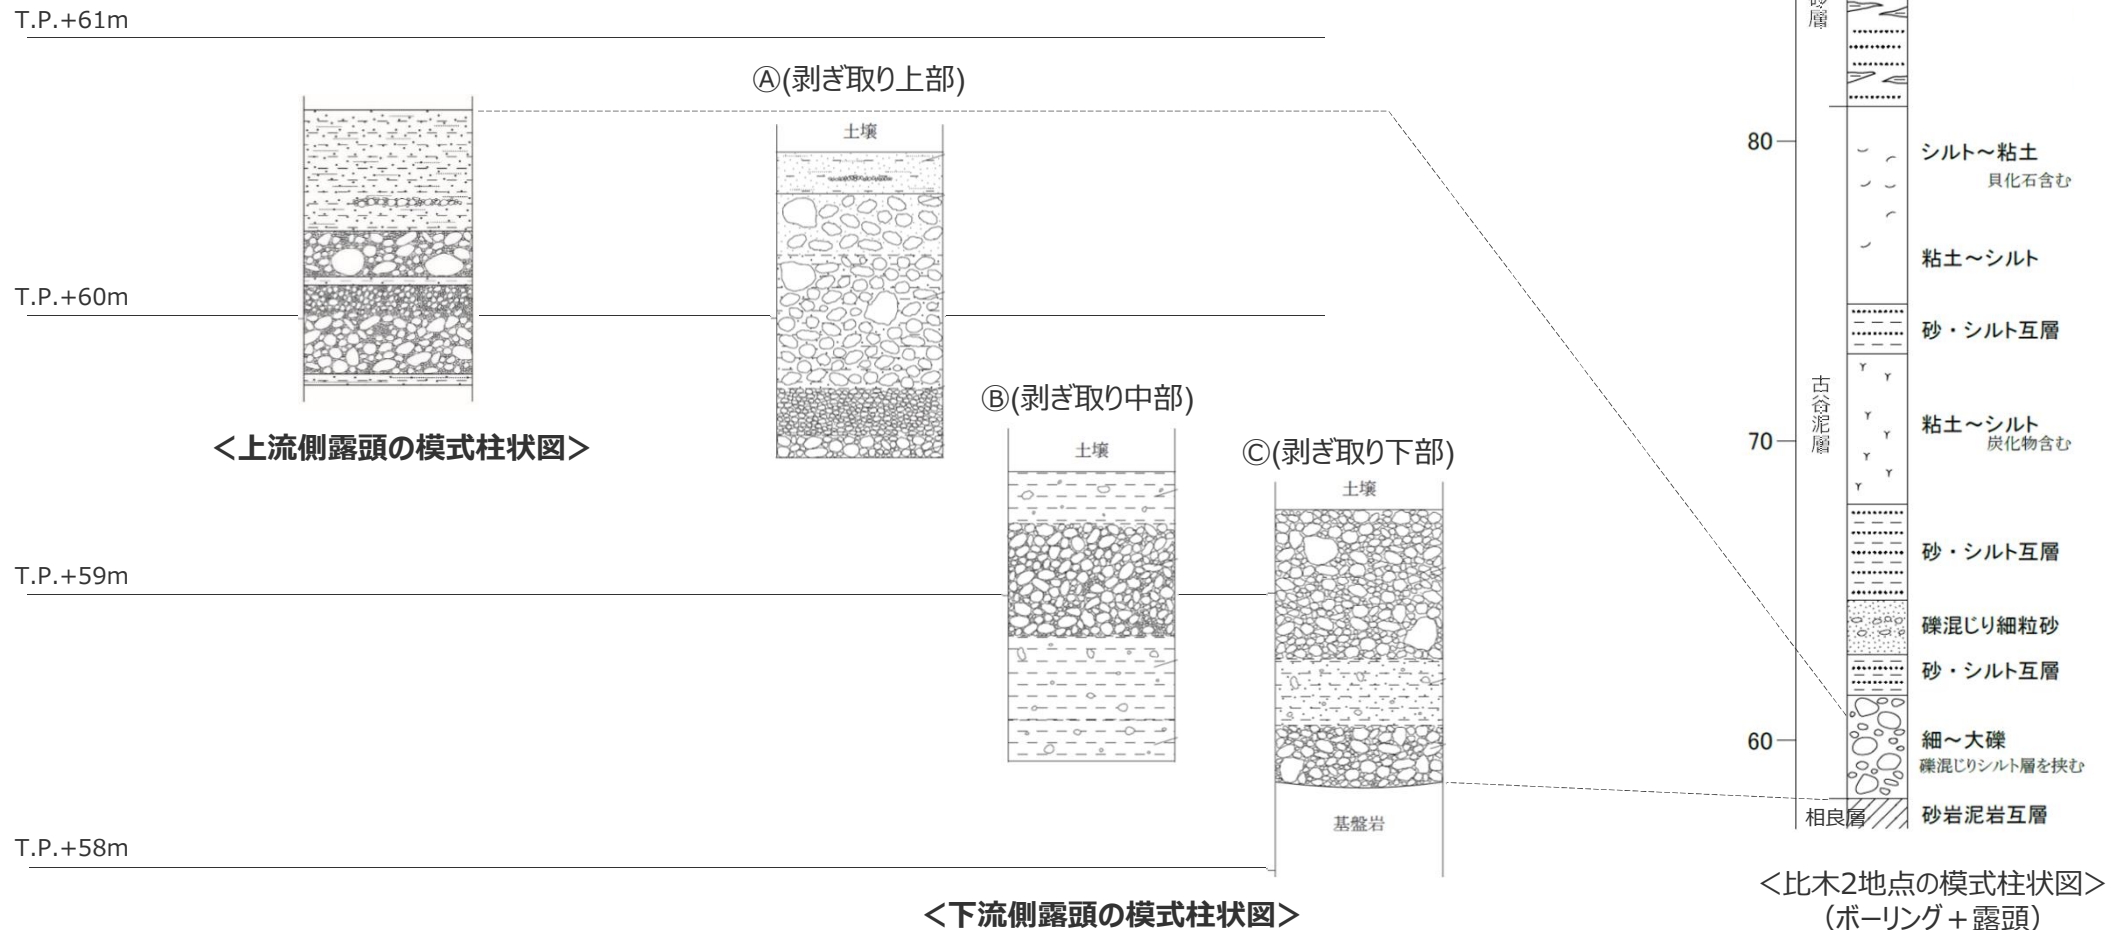 T.P.+61m
Ⓐ(剥ぎ取り上部)
土壌
T.P.+60m
Ⓑ(剥ぎ取り中部)
＜上流側露頭の模式柱状図＞
土壌
Ⓒ(剥ぎ取り下部)
土壌
T.P.+59m
基盤岩
T.P.+58m
＜下流側露頭の模式柱状図＞
層
80
シルト～粘土
貝化石含む
粘土～シルト
砂・シルト互層
古谷泥層
70
粘土～シルト
炭化物含む
砂・シルト互層
礫混じり細粒砂
砂・シルト互層
60
細～大礫
礫混じりシルト層を挟む
相良層
砂岩泥岩互層
＜比木2地点の模式柱状図＞
（ボーリング＋露頭）